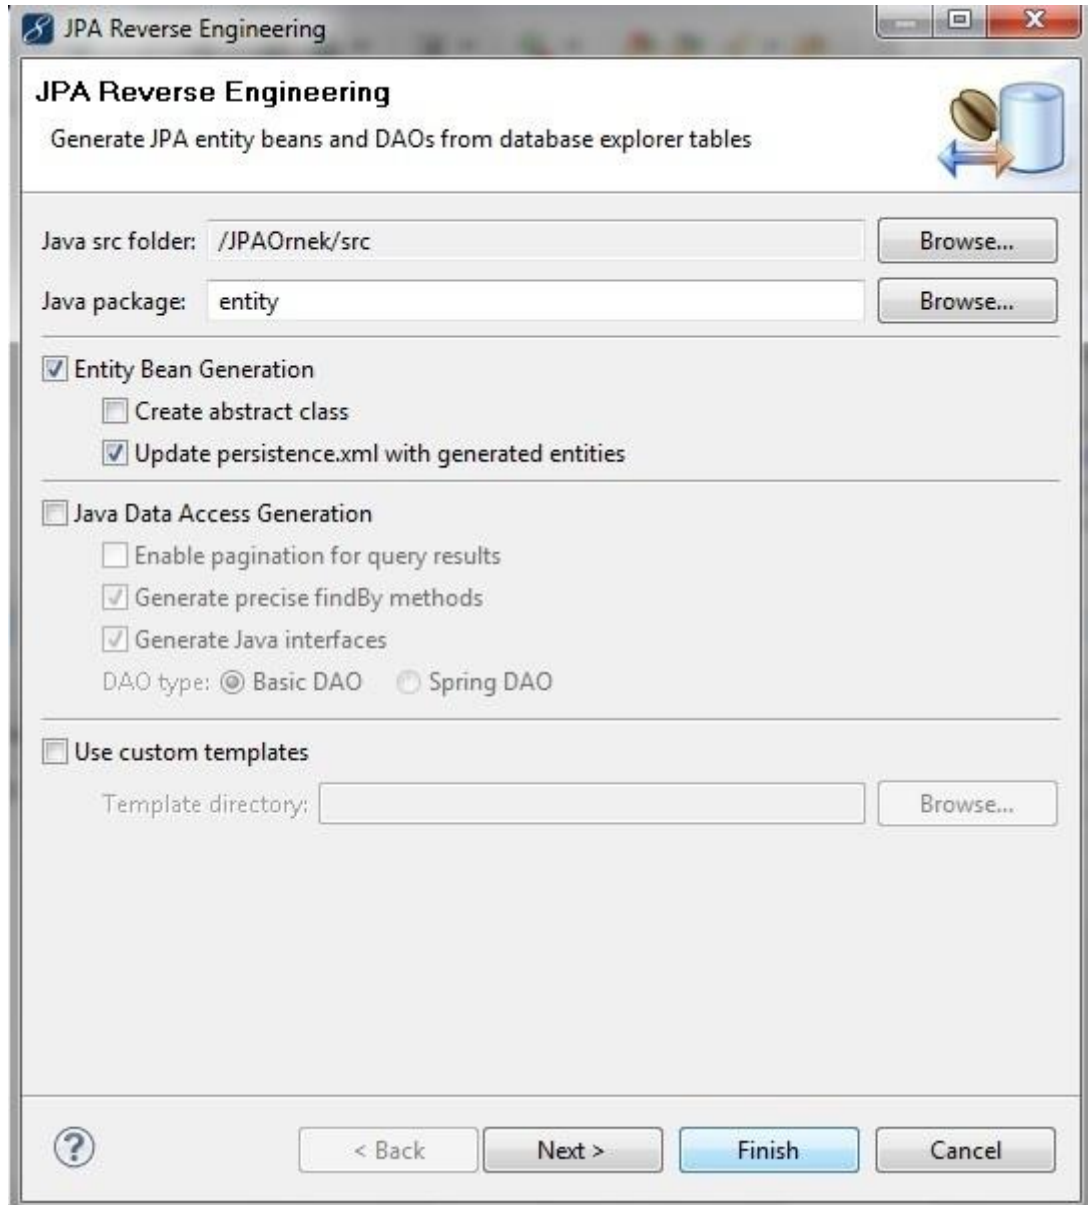 JPA Reverse Engineering
JPA Reverse Engineering
Generate JPA entity beans and DAOs from database explorer tables
Java src folder: /JPAOrnek/src Browse...
Java package: entity Browse...
Entity Bean Generation
Create abstract class
Update persistence.xml with generated entities
Java Data Access Generation
Enable pagination for query results
Generate precise findBy methods
Generate Java interfaces
DAO type: Basic DAO Spring DAO
Use custom templates
Template directory: Browse...
? < Back Next > Finish Cancel